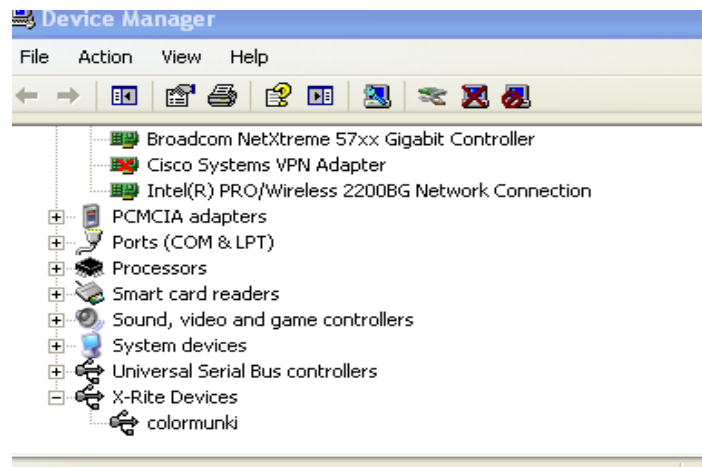 Device Manager
File Action View Help
Broadcom NetXtreme 57xx Gigabit Controller
Cisco Systems VPN Adapter
Intel(R) PRO/Wireless 2200BG Network Connection
PCMCIA adapters
Ports (COM & LPT)
Processors
Smart card readers
Sound, video and game controllers
System devices
Universal Serial Bus controllers
X-Rite Devices
colormunki